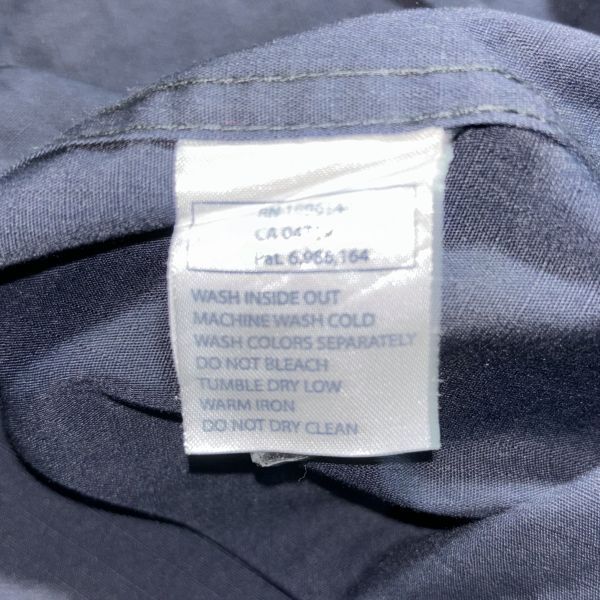 RN
CA
Pat. 6,966,164
WASH INSIDE OUT
MACHINE WASH COLD
WASH COLORS SEPARATELY
DO NOT BLEACH
TUMBLE DRY LOW
WARM IRON
DO NOT DRY CLEAN